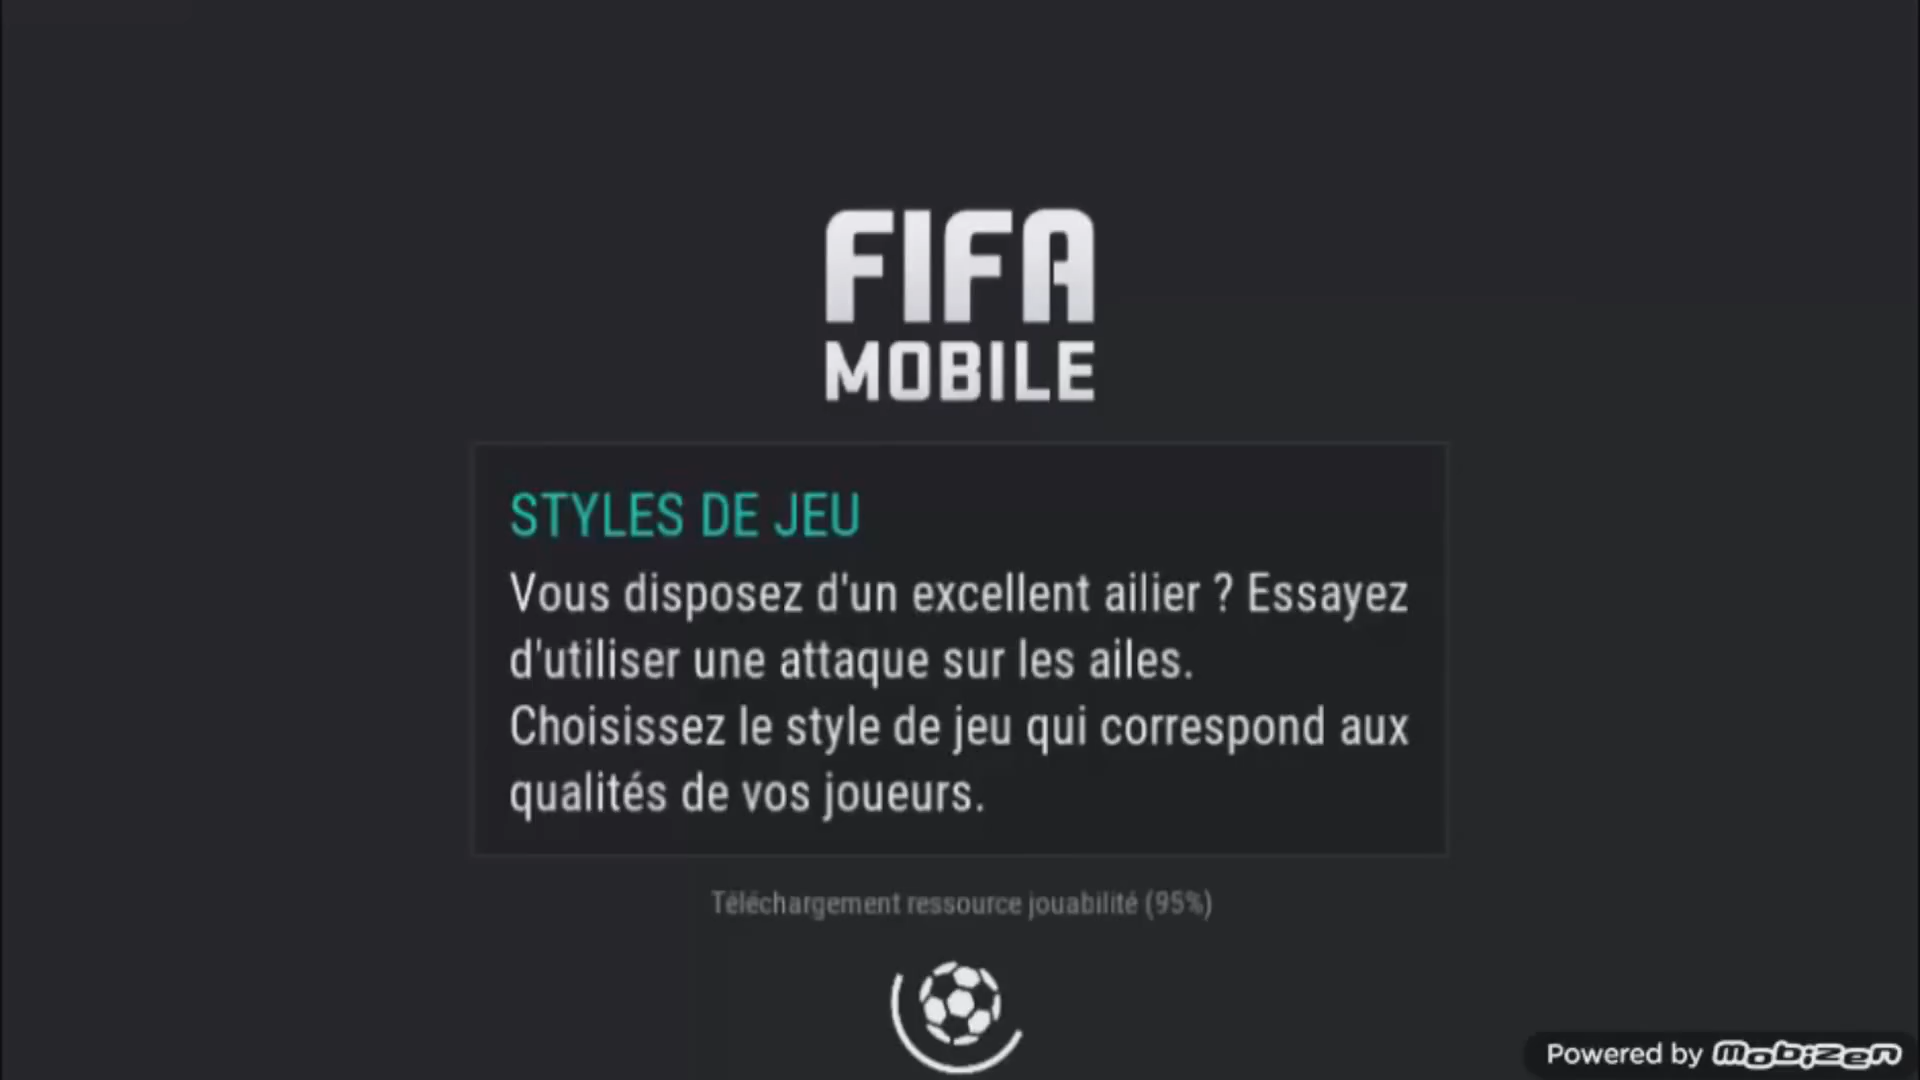 FIFA
MOBILE
STYLES DE JEU
Vous disposez d'un excellent ailier ? Essayez
d'utiliser une attaque sur les ailes.
Choisissez le style de jeu qui correspond aux
qualités de vos joueurs.
Téléchargement ressource jouabilité (95%)
Powered by Mobizen